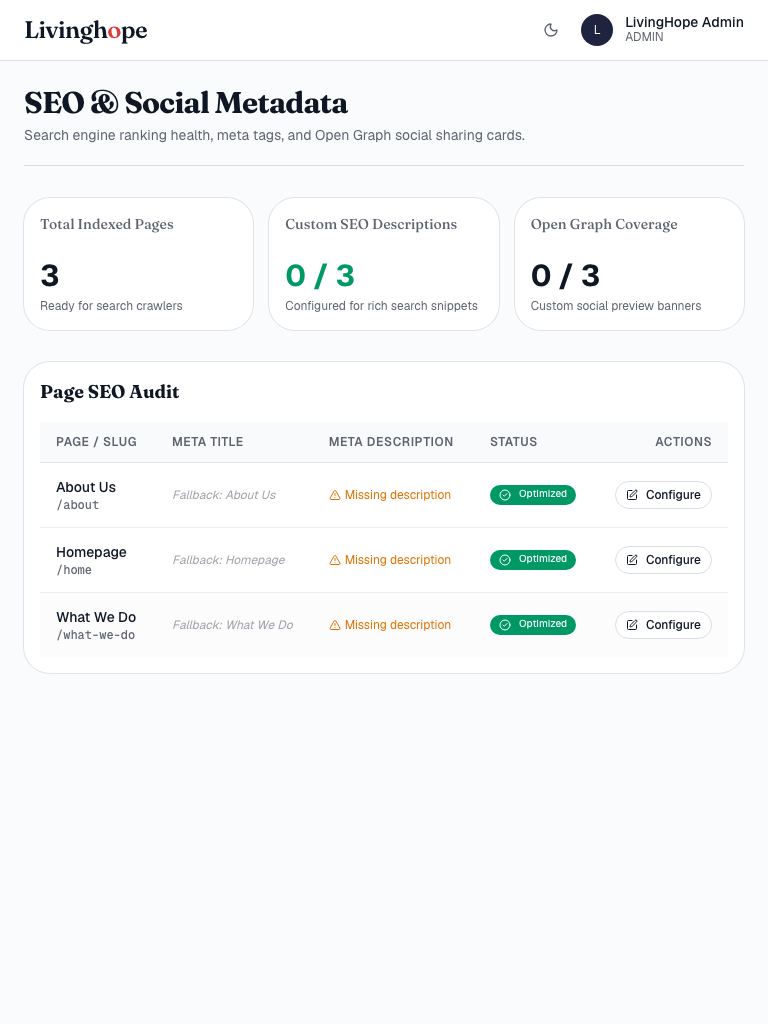 Livinghope
L
LivingHope Admin
ADMIN
SEO & Social Metadata
Search engine ranking health, meta tags, and Open Graph social sharing cards.
Total Indexed Pages
3
Ready for search crawlers
Custom SEO Descriptions
0 / 3
Configured for rich search snippets
Open Graph Coverage
0 / 3
Custom social preview banners
Page SEO Audit
PAGE / SLUG META TITLE META DESCRIPTION STATUS ACTIONS
About Us
/about
Fallback: About Us
Missing description
Optimized
Configure
Homepage
/home
Fallback: Homepage
Missing description
Optimized
Configure
What We Do
/what-we-do
Fallback: What We Do
Missing description
Optimized
Configure